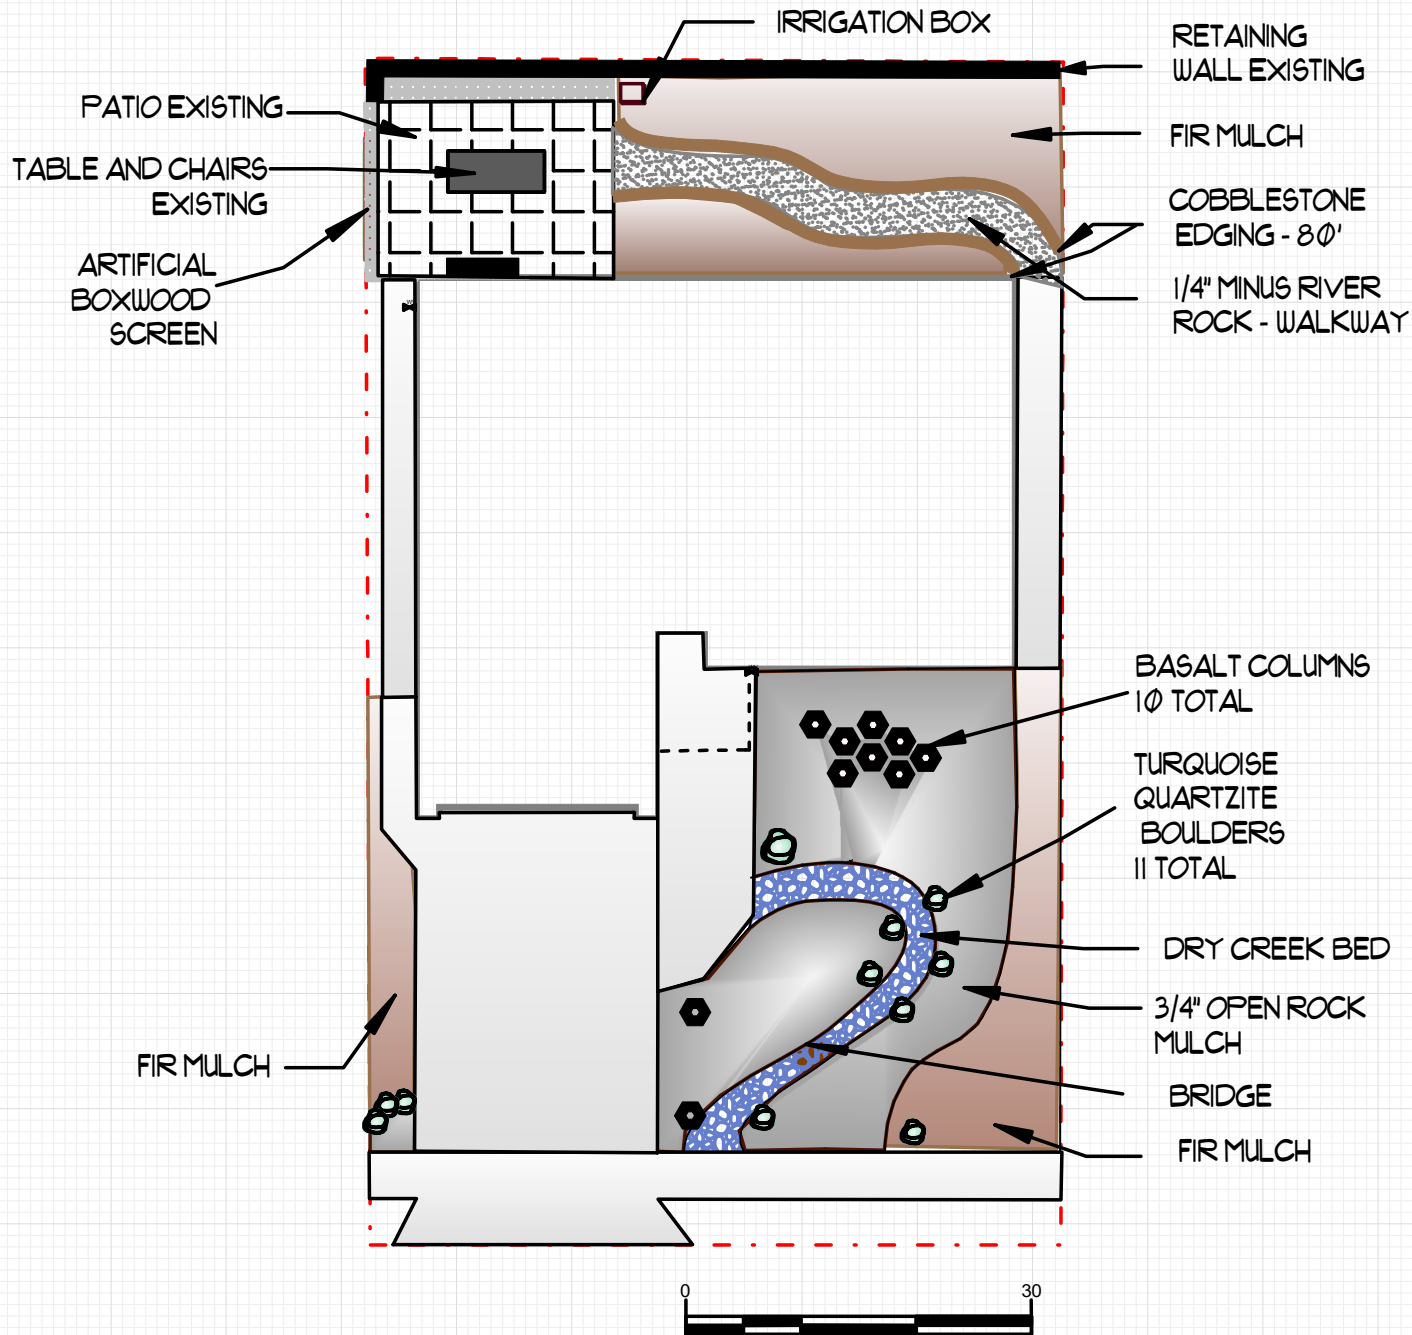 IRRIGATION BOX
RETAINING
WALL EXISTING
PATIO EXISTING
FIR MULCH
TABLE AND CHAIRS
EXISTING
COBBLESTONE
EDGING - 80'
ARTIFICIAL
BOXWOOD
SCREEN
1/4" MINUS RIVER
ROCK - WALKWAY
BASALT COLUMNS
10 TOTAL
TURQUOISE
QUARTZITE
BOULDERS
11 TOTAL
DRY CREEK BED
3/4" OPEN ROCK
MULCH
FIR MULCH
BRIDGE
FIR MULCH
0 30